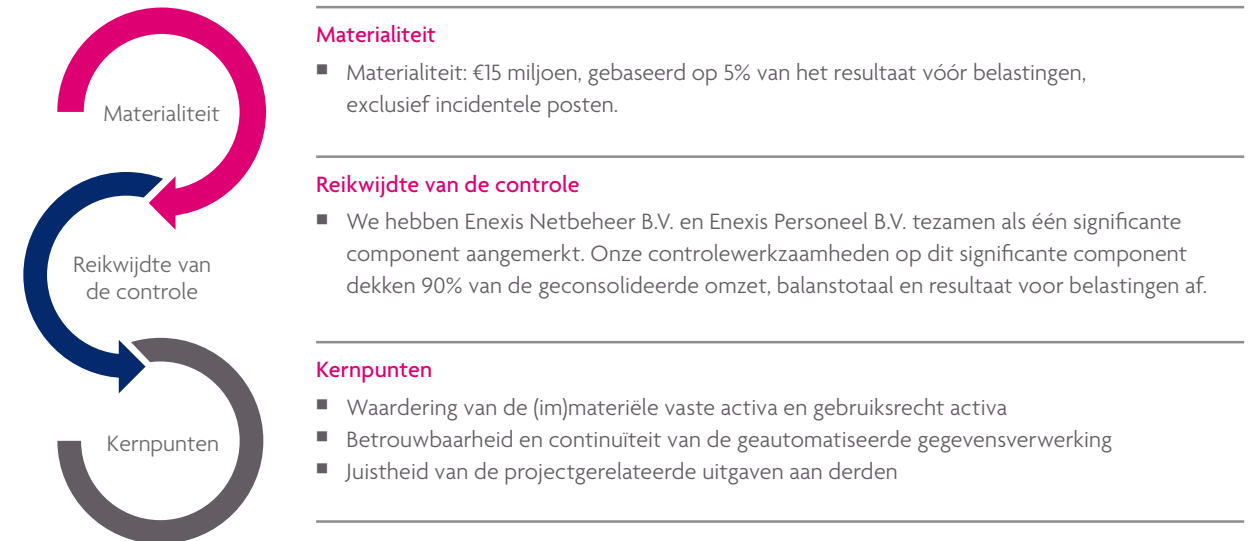 Materialiteit
Materialiteit
■ Materialiteit: €15 miljoen, gebaseerd op 5% van het resultaat vóór belastingen,
exclusief incidentele posten.
Reikwijdte van
de controle
Reikwijdte van de controle
■ We hebben Enexis Netbeheer B.V. en Enexis Personeel B.V. tezamen als één significante
component aangemerkt. Onze controlewerkzaamheden op dit significante component
dekken 90% van de geconsolideerde omzet, balanstotaal en resultaat voor belastingen af.
Kernpunten
Kernpunten
■ Waardering van de (im)materiële vaste activa en gebruiksrecht activa
■ Betrouwbaarheid en continuïteit van de geautomatiseerde gegevensverwerking
■ Juistheid van de projectgerelateerde uitgaven aan derden